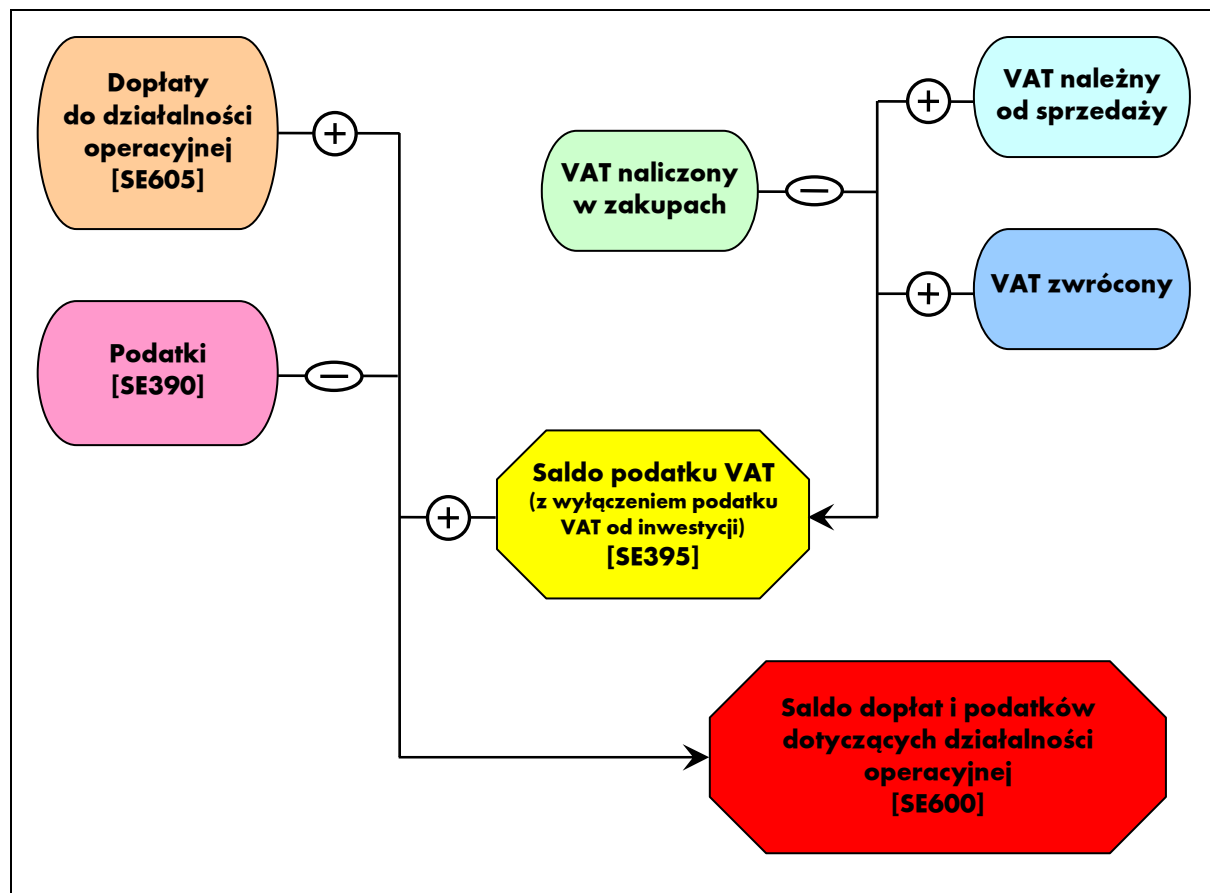 Dopłaty
do działalności
operacyjnej
[SE605]
+
VAT należny
od sprzedaży
+
VAT naliczony
w zakupach
−
VAT zwrócony
+
Podatki
[SE390]
−
Saldo podatku VAT
(z wyłączeniem podatku
VAT od inwestycji)
[SE395]
+
Saldo dopłat i podatków
dotyczących działalności
operacyjnej
[SE600]